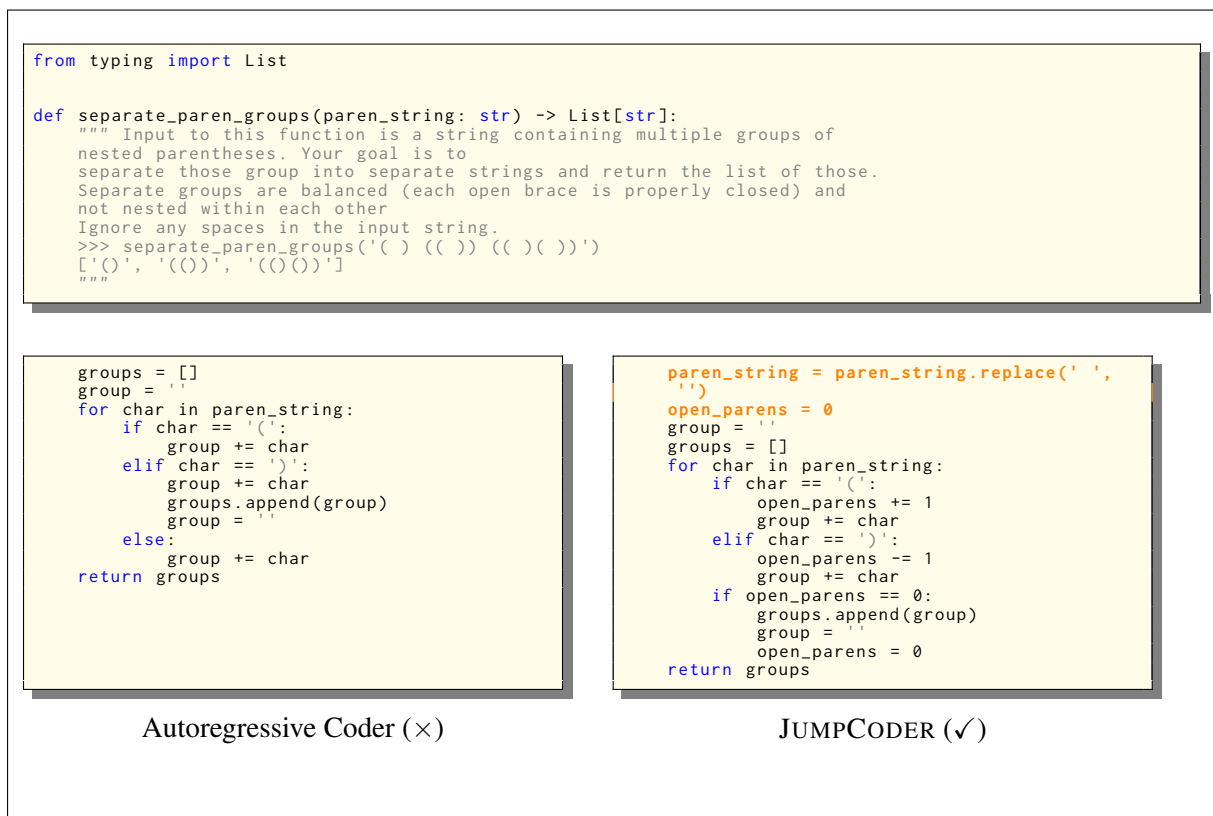 from typing import List
def separate_paren_groups(paren_string: str) -> List[str]:
    """ Input to this function is a string containing multiple groups of
    nested parentheses. Your goal is to
    separate those group into separate strings and return the list of those.
    Separate groups are balanced (each open brace is properly closed) and
    not nested within each other
    Ignore any spaces in the input string.
    >>> separate_paren_groups('( ) (( )) (( )( ))')
    ['()', '(())', '(()())']
    """
    groups = []
    group = ''
    for char in paren_string:
        if char == '(':
            group += char
        elif char == ')':
            group += char
            groups.append(group)
            group = ''
        else:
            group += char
    return groups
Autoregressive Coder (×)
    paren_string = paren_string.replace(' ',
    '')
    open_parens = 0
    group = ''
    groups = []
    for char in paren_string:
        if char == '(':
            open_parens += 1
            group += char
        elif char == ')':
            open_parens -= 1
            group += char
        if open_parens == 0:
            groups.append(group)
            group = ''
            open_parens = 0
    return groups
JUMPCODER (✓)